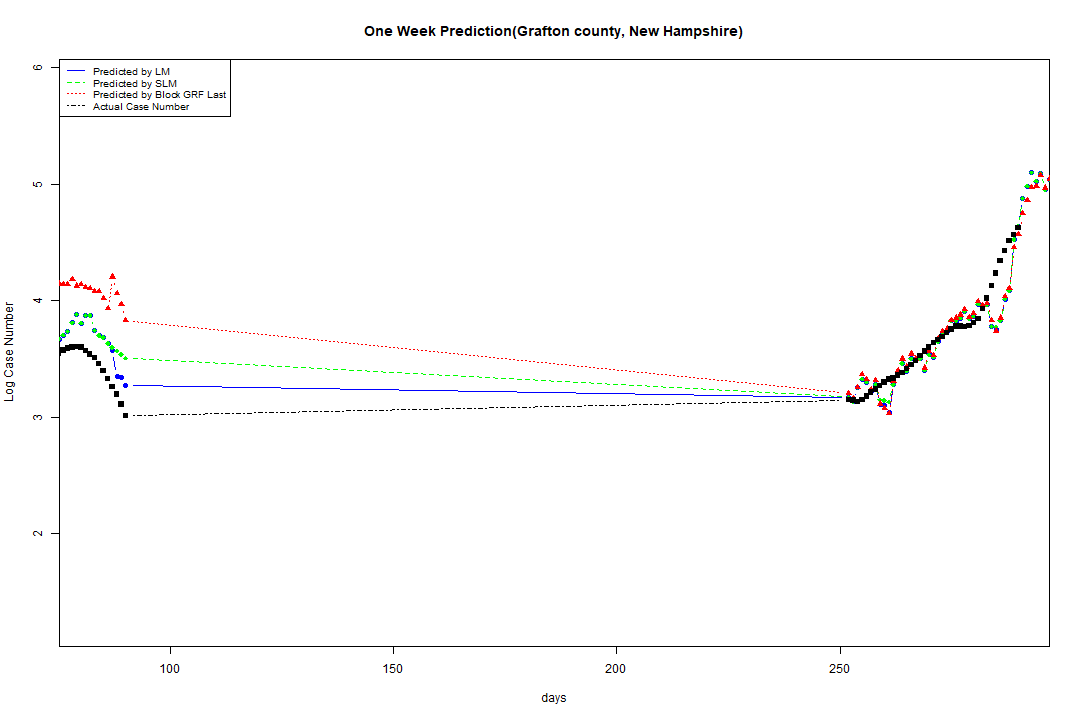 One Week Prediction(Grafton county, New Hampshire)
Predicted by LM
Predicted by SLM
Predicted by Block GRF Last
Actual Case Number
6
5
4
3
2
Log Case Number
100 150 200 250
days